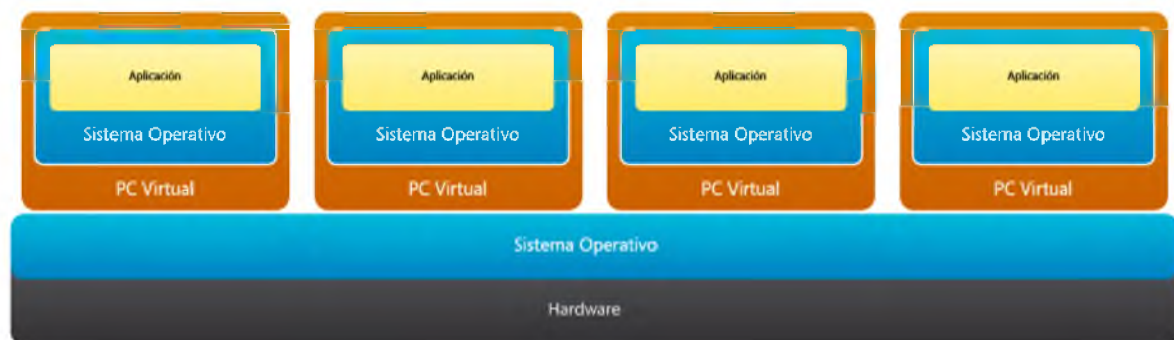 Aplicación
Aplicación
Aplicación
Aplicación
Sistema Operativo
Sistema Operativo
Sistema Operativo
Sistema Operativo
PC Virtual
PC Virtual
PC Virtual
PC Virtual
Sistema Operativo
Hardware